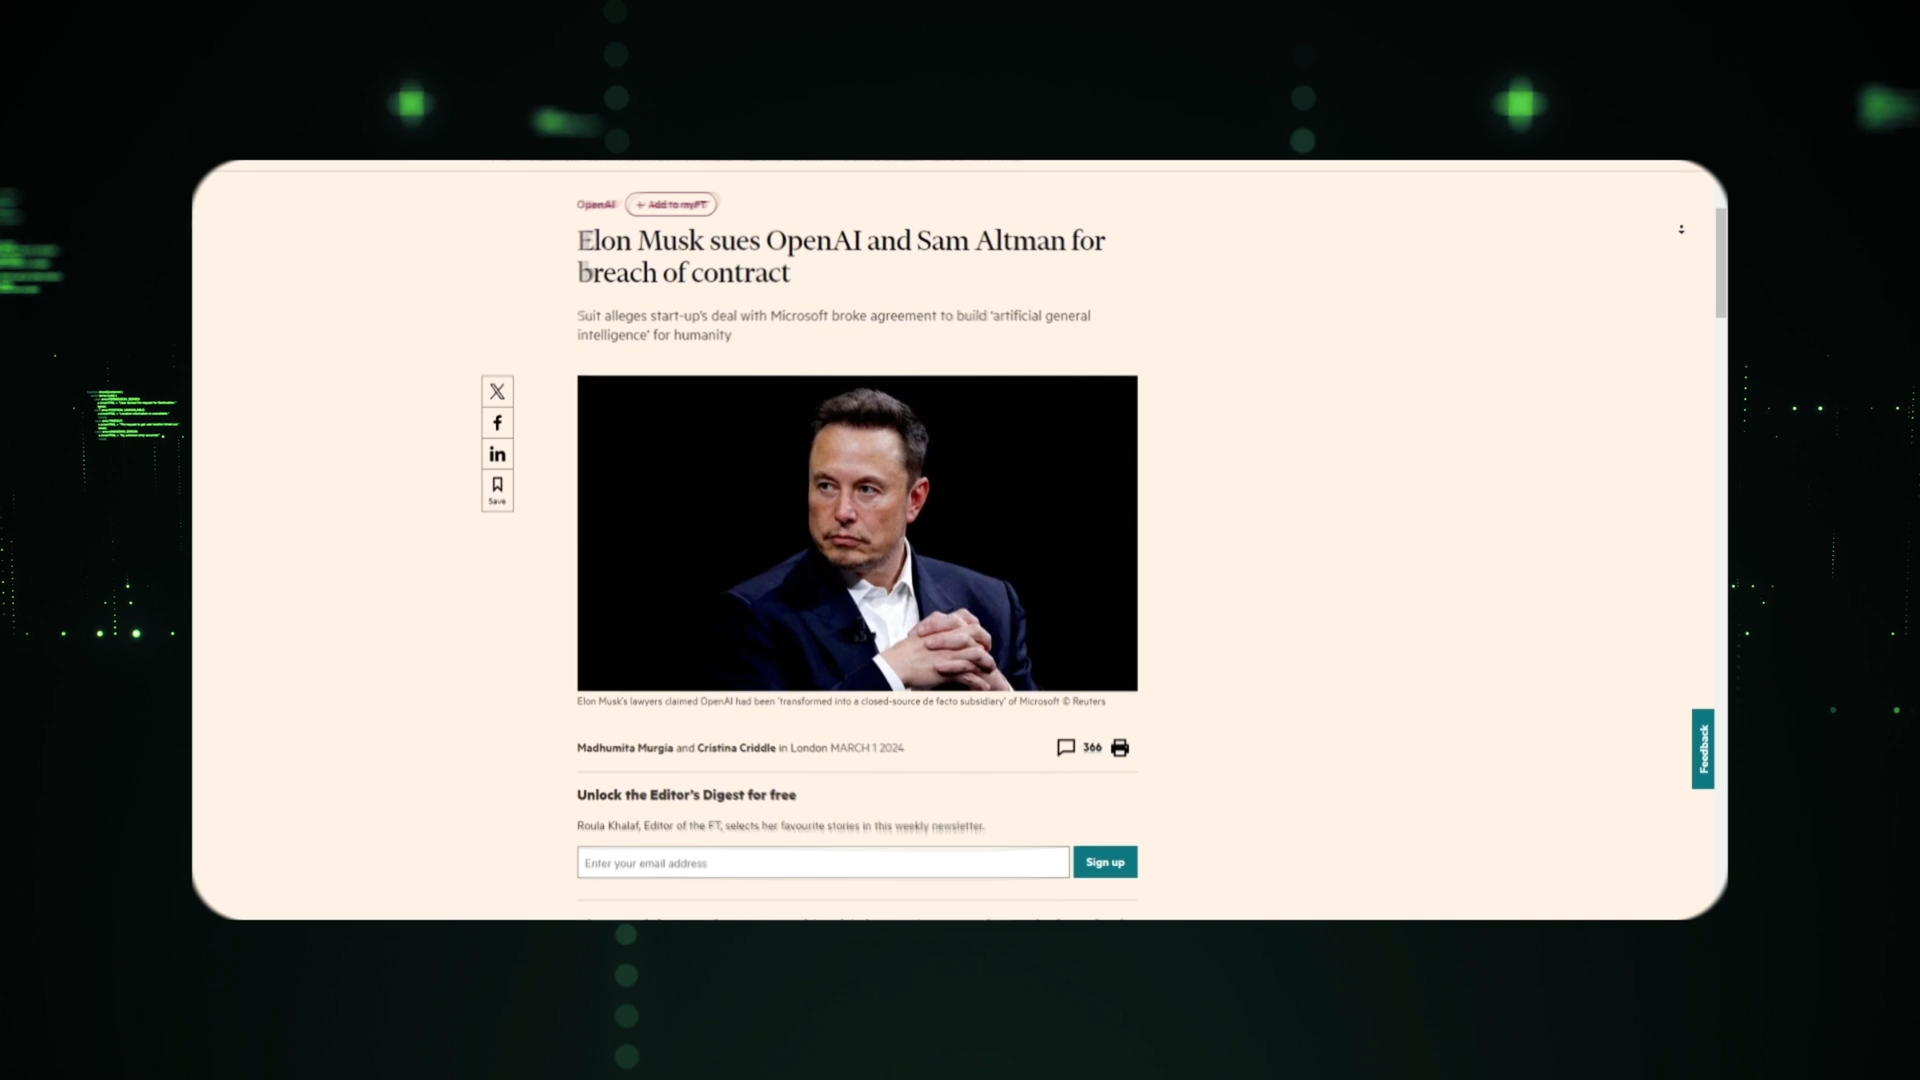 OpenAI + Add to myFT
Elon Musk sues OpenAI and Sam Altman for
breach of contract
Suit alleges start-up's deal with Microsoft broke agreement to build 'artificial general
intelligence' for humanity
Save
Elon Musk's lawyers claimed OpenAI had been 'transformed into a closed-source de facto subsidiary' of Microsoft © Reuters
Madhumita Murgia and Cristina Criddle in London MARCH 1 2024
366
Feedback
Unlock the Editor's Digest for free
Roula Khalaf, Editor of the FT, selects her favourite stories in this weekly newsletter.
Enter your email address
Sign up